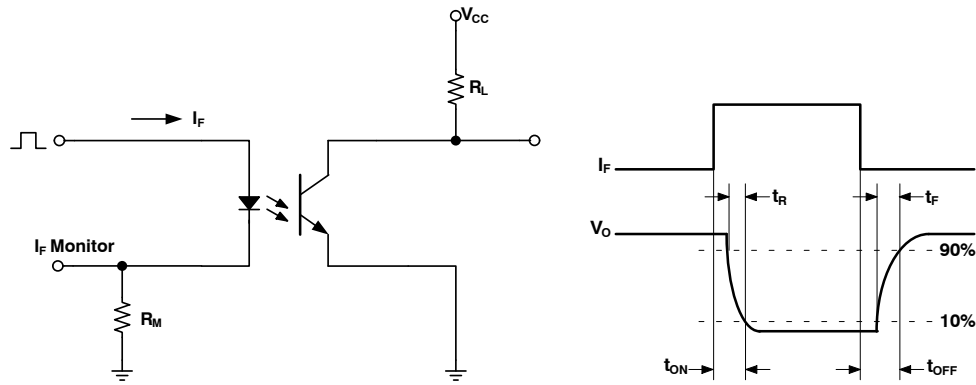 VCC
RL
IF
IF Monitor
RM
IF
tR
tF
VO
90%
10%
tON
tOFF